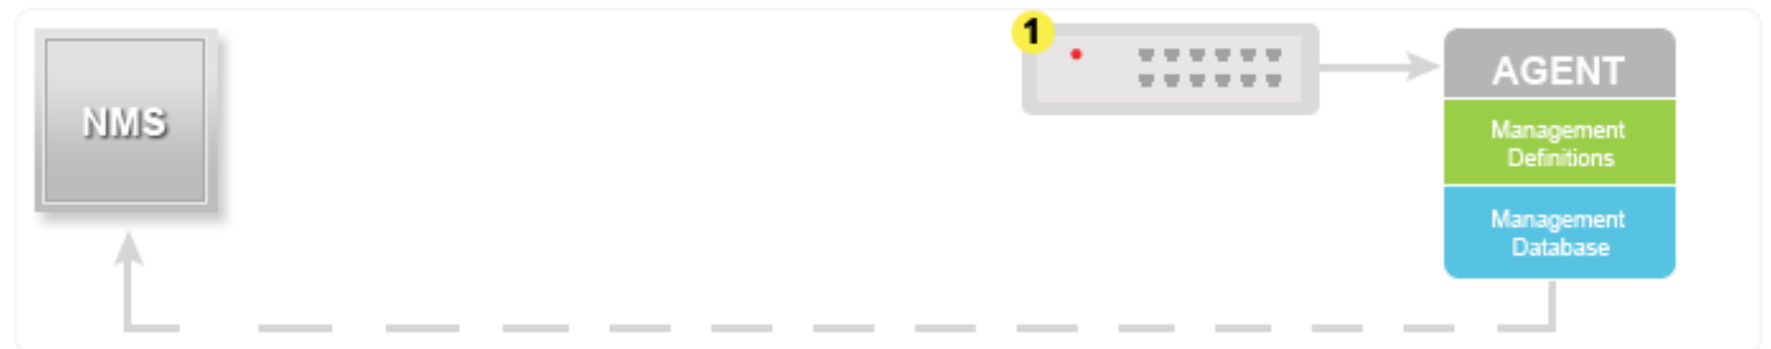 NMS
1
AGENT
Management
Definitions
Management
Database